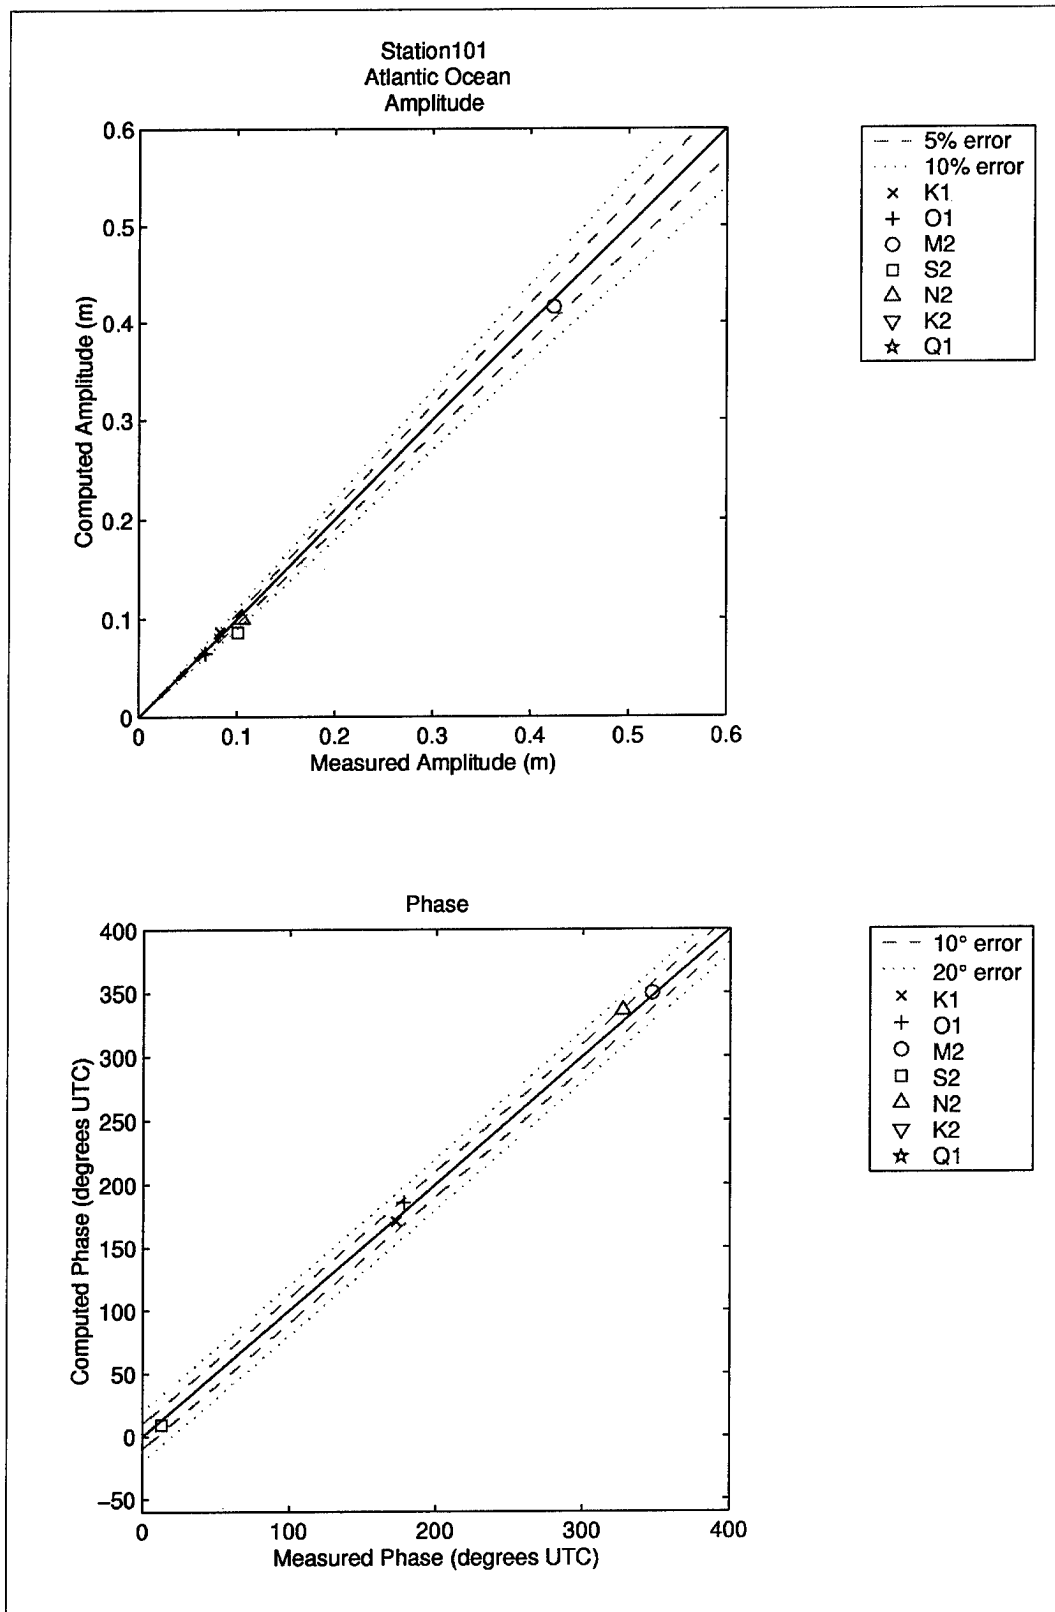 Station101
Atlantic Ocean
Amplitude
0.6
0.5
0.4
0.3
0.2
0.1
0
Computed Amplitude (m)
0 0.1 0.2 0.3 0.4 0.5 0.6
Measured Amplitude (m)
5% error
10% error
K1
O1
M2
S2
N2
K2
Q1
Phase
400
350
300
250
200
150
100
50
0
−50
Computed Phase (degrees UTC)
0 100 200 300 400
Measured Phase (degrees UTC)
10° error
20° error
K1
O1
M2
S2
N2
K2
Q1